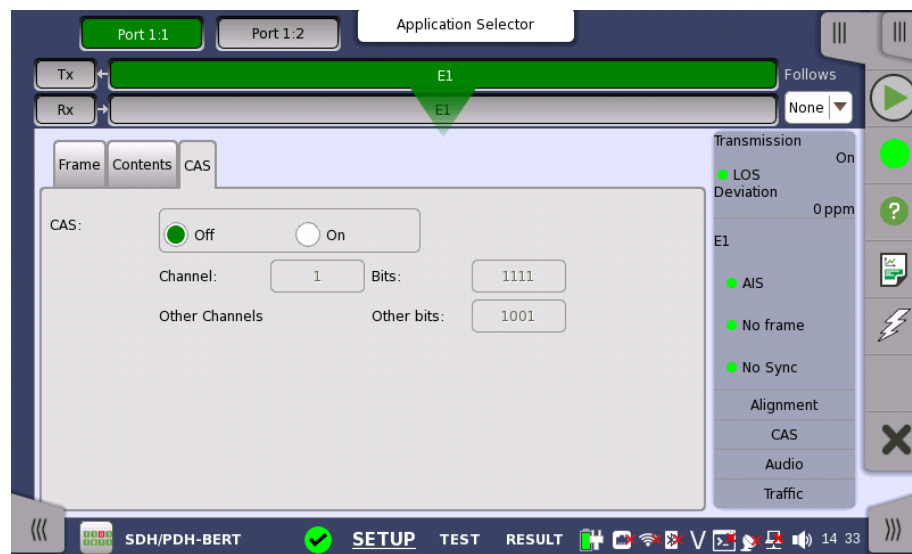 Application Selector
Port 1:1
Port 1:2
Tx
E1
Follows
Rx
E1
None
Frame
Contents
CAS
CAS:
Off
On
Channel:
1
Bits:
1111
Other Channels
Other bits:
1001
Transmission
On
LOS
Deviation
0 ppm
E1
AIS
No frame
No Sync
Alignment
CAS
Audio
Traffic
SDH/PDH-BERT
SETUP
TEST
RESULT
14 33